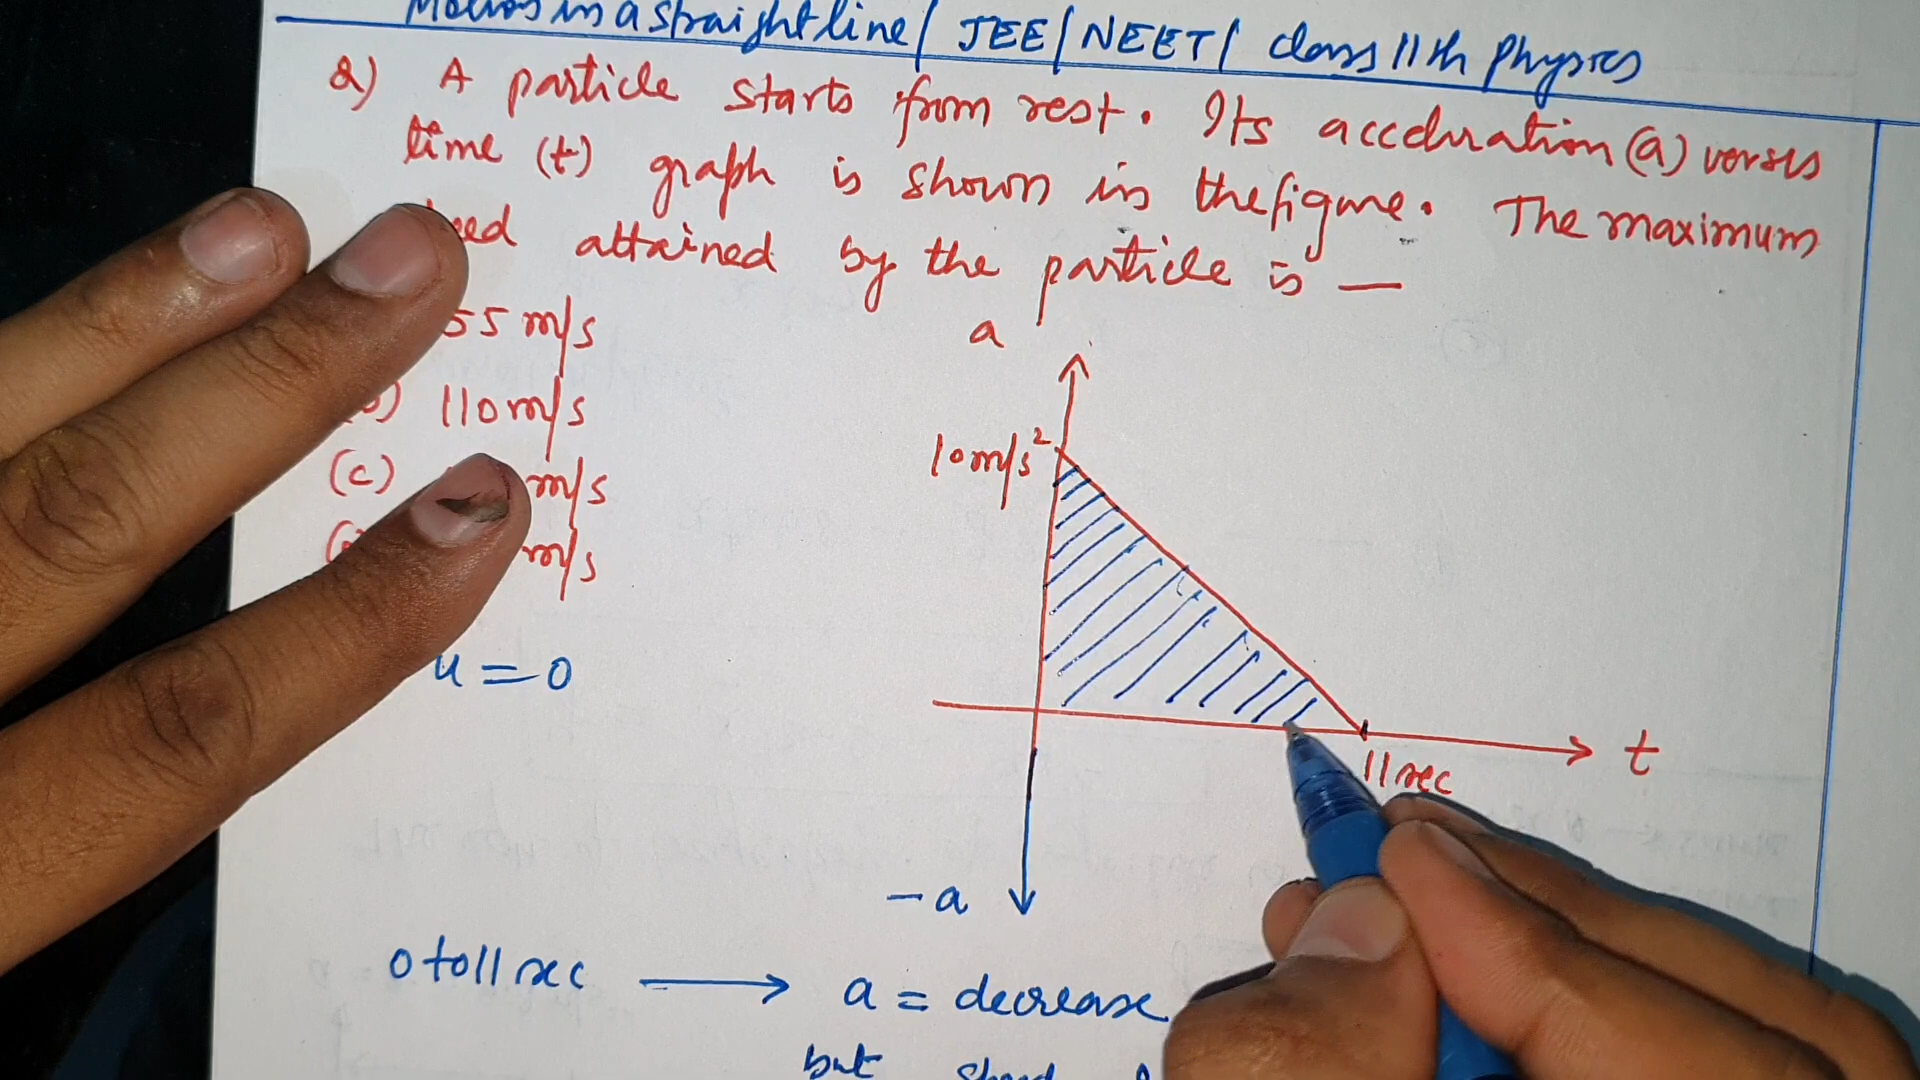 Motion in a straight line / JEE / NEET / class 11th Physics
Q) A particle starts from rest. Its acceleration (a) verses
time (t) graph is shown in the figure. The maximum
attained by the particle is —
55 m/s
110 m/s
(c) m/s
m/s
a
10 m/s²
u = 0
t
11 sec
-a
0 to 11 sec → a = decrease
but